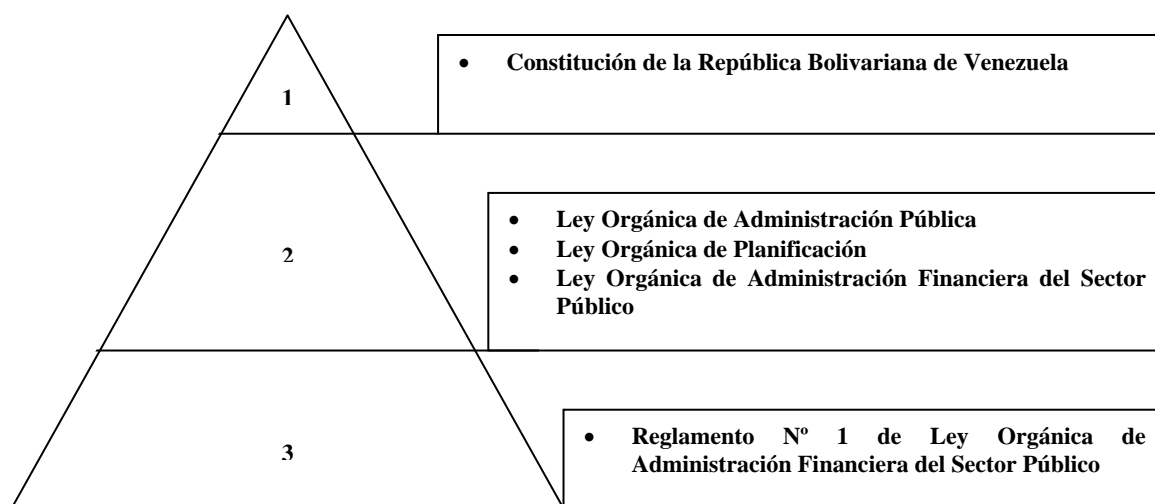 • Constitución de la República Bolivariana de Venezuela
1
• Ley Orgánica de Administración Pública
• Ley Orgánica de Planificación
• Ley Orgánica de Administración Financiera del Sector
Público
2
• Reglamento Nº 1 de Ley Orgánica de
Administración Financiera del Sector Público
3